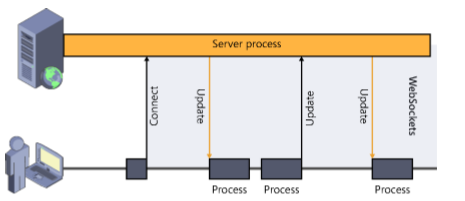 Server process
Connect
Update
Update
Update
WebSockets
Process
Process
Process